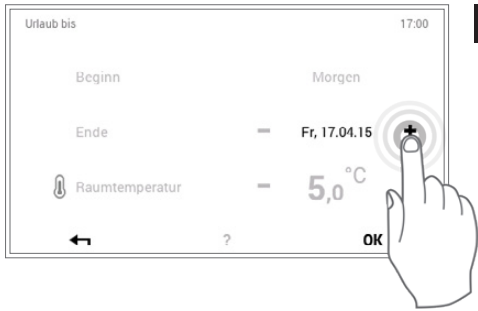 Urlaub bis 17:00
Beginn Morgen
Ende − Fr, 17.04.15 +
Raumtemperatur − 5,0 °C
? OK